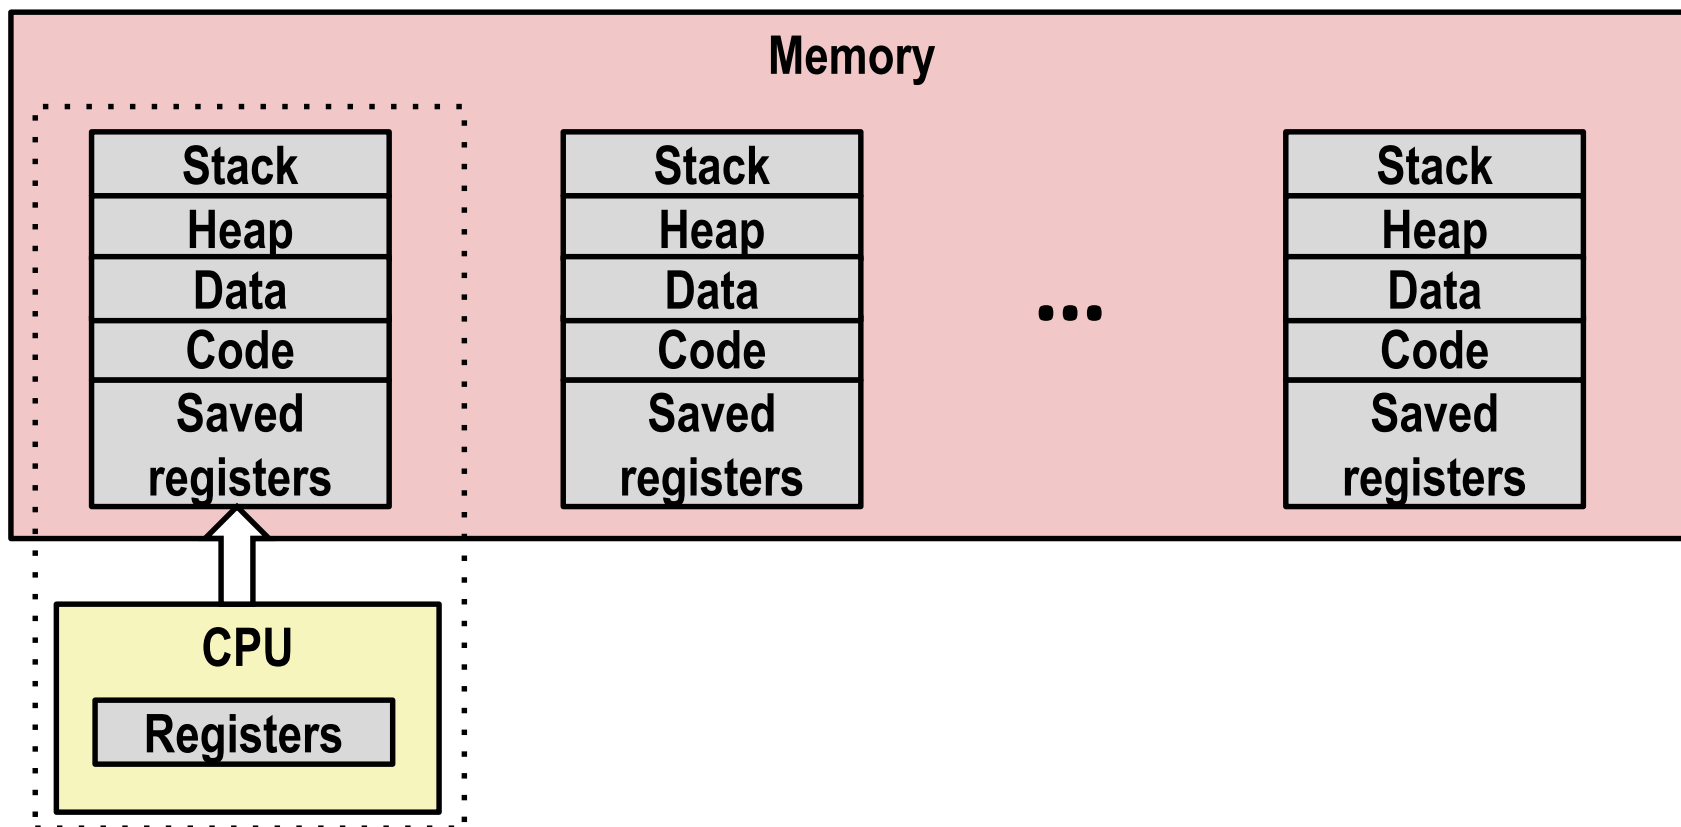 Memory
Stack
Heap
Data
Code
Saved
registers
Stack
Heap
Data
Code
Saved
registers
...
Stack
Heap
Data
Code
Saved
registers
CPU
Registers